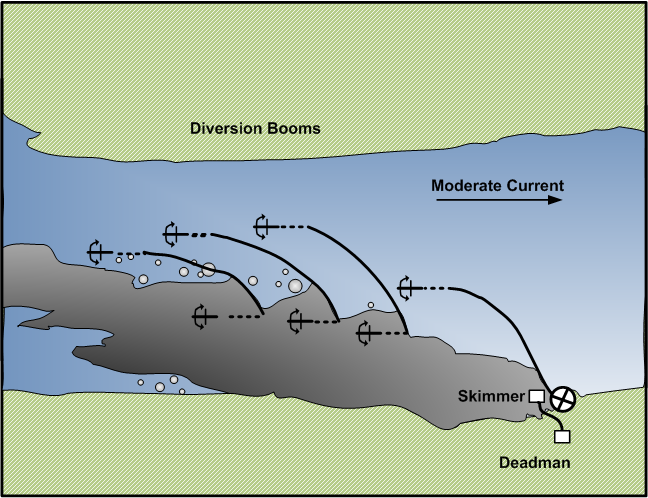 Diversion Booms
Moderate Current
Skimmer
Deadman